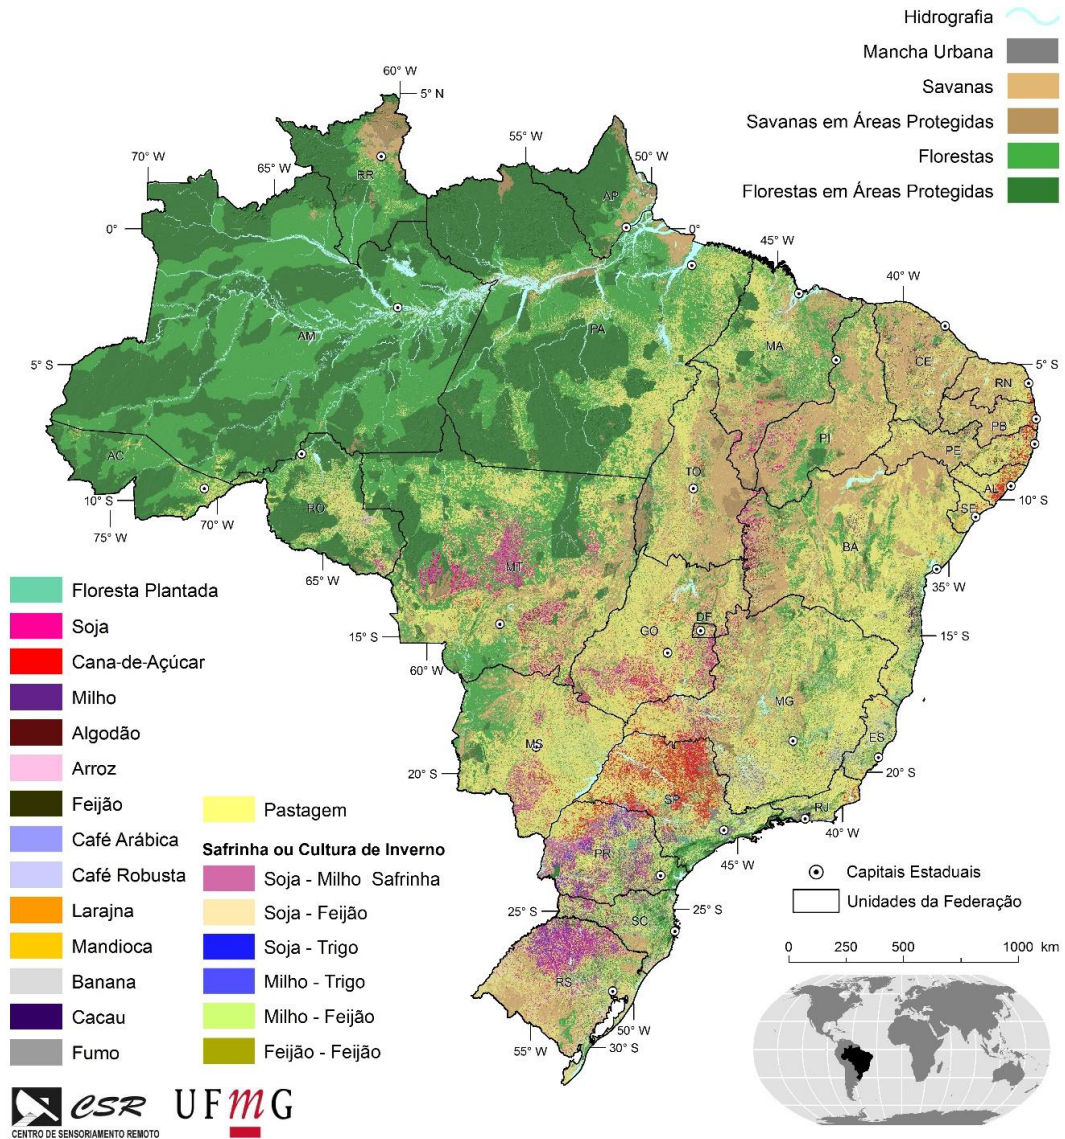 Hidrografia
Mancha Urbana
Savanas
Savanas em Áreas Protegidas
Florestas
Florestas em Áreas Protegidas
60° W
5° N
55° W
70° W
65° W
50° W
RR
AP
0°
0°
45° W
40° W
AM
PA
MA
CE
5° S
5° S
RN
PB
PI
PE
AC
TO
AL
10° S
10° S
SE
RO
70° W
75° W
BA
MT
65° W
35° W
Floresta Plantada
Soja
Cana-de-Açúcar
Milho
Algodão
Arroz
Feijão
Café Arábica
Café Robusta
Larajna
Mandioca
Banana
Cacau
Fumo
15° S
15° S
GO
DF
60° W
MG
MS
ES
20° S
20° S
SP
RJ
40° W
PR
45° W
25° S
25° S
SC
RS
50° W
55° W
30° S
Pastagem
Safrinha ou Cultura de Inverno
Soja - Milho Safrinha
Soja - Feijão
Soja - Trigo
Milho - Trigo
Milho - Feijão
Feijão - Feijão
Capitais Estaduais
Unidades da Federação
0 250 500 1000 km
CSR
CENTRO DE SENSORIAMENTO REMOTO
UFmG